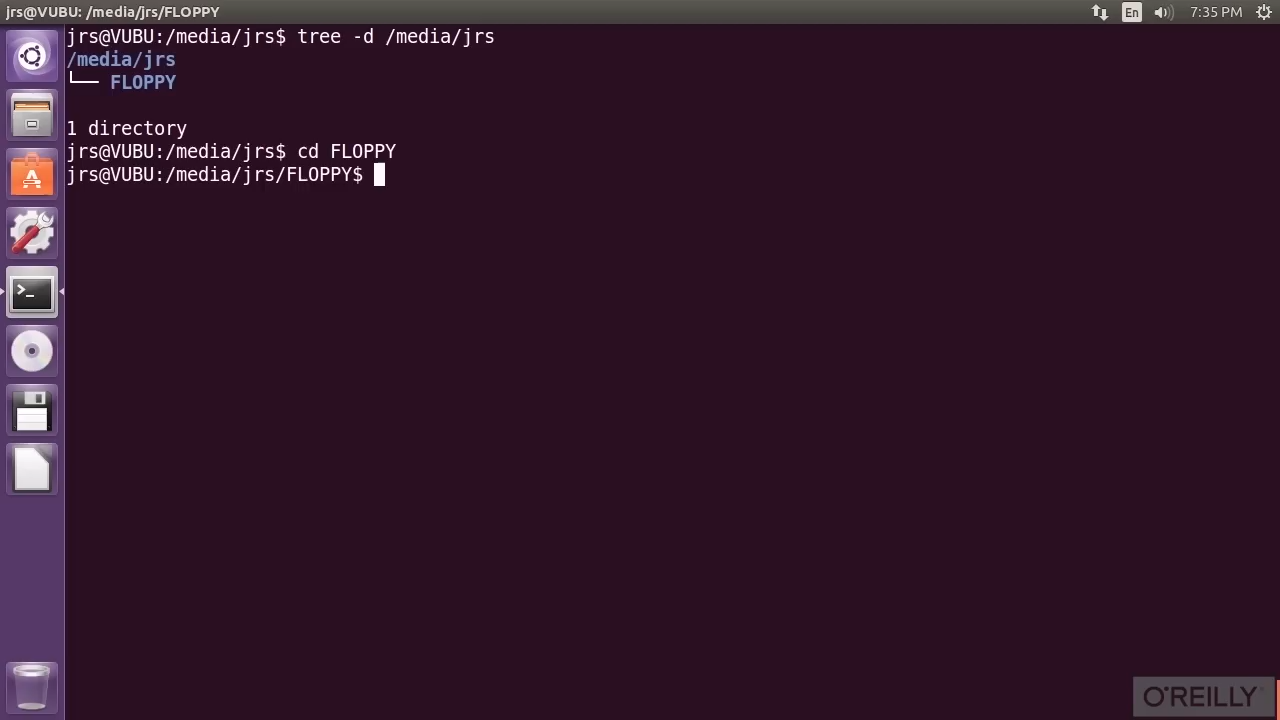 jrs@VUBU: /media/jrs/FLOPPY
En
7:35 PM
jrs@VUBU:/media/jrs$ tree -d /media/jrs
/media/jrs
└── FLOPPY
1 directory
jrs@VUBU:/media/jrs$ cd FLOPPY
jrs@VUBU:/media/jrs/FLOPPY$
>_
O'REILLY